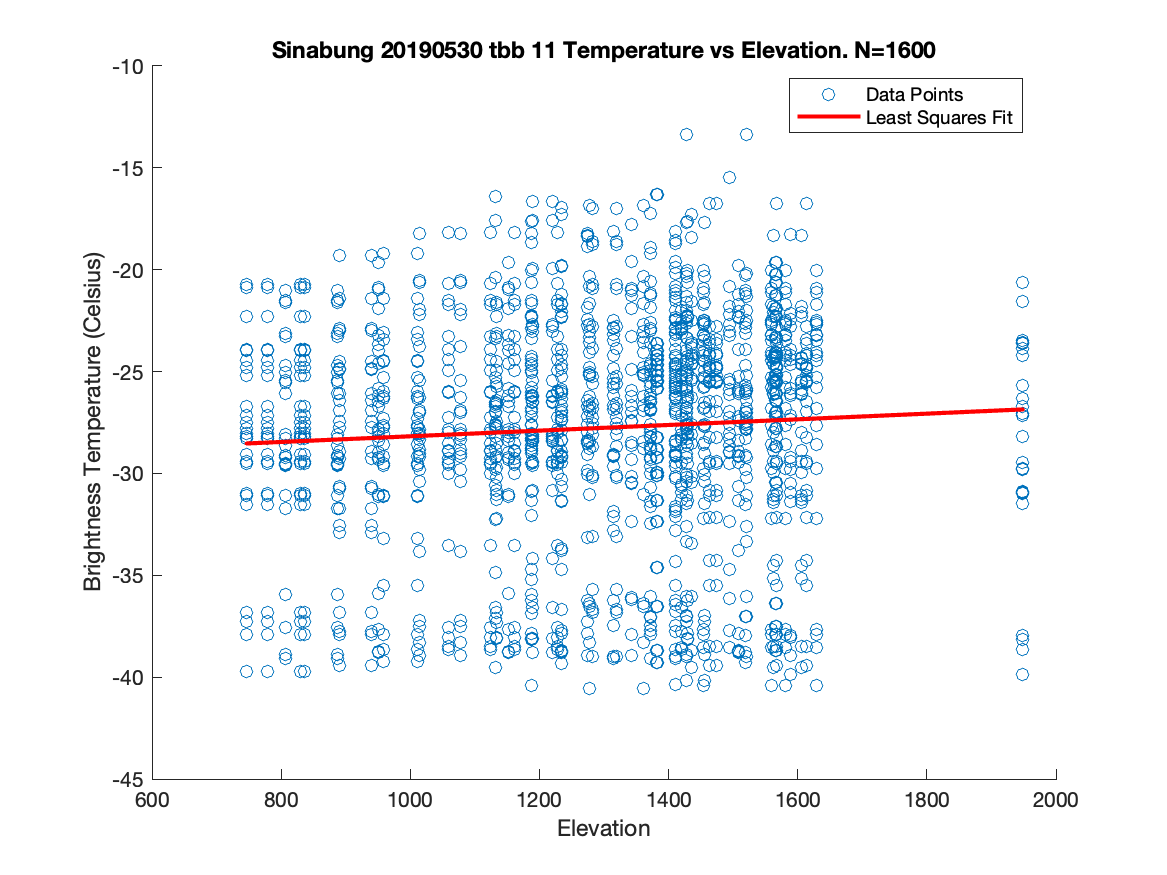 Sinabung 20190530 tbb 11 Temperature vs Elevation. N=1600
Data Points
Least Squares Fit
Brightness Temperature (Celsius)
-10
-15
-20
-25
-30
-35
-40
-45
600 800 1000 1200 1400 1600 1800 2000
Elevation